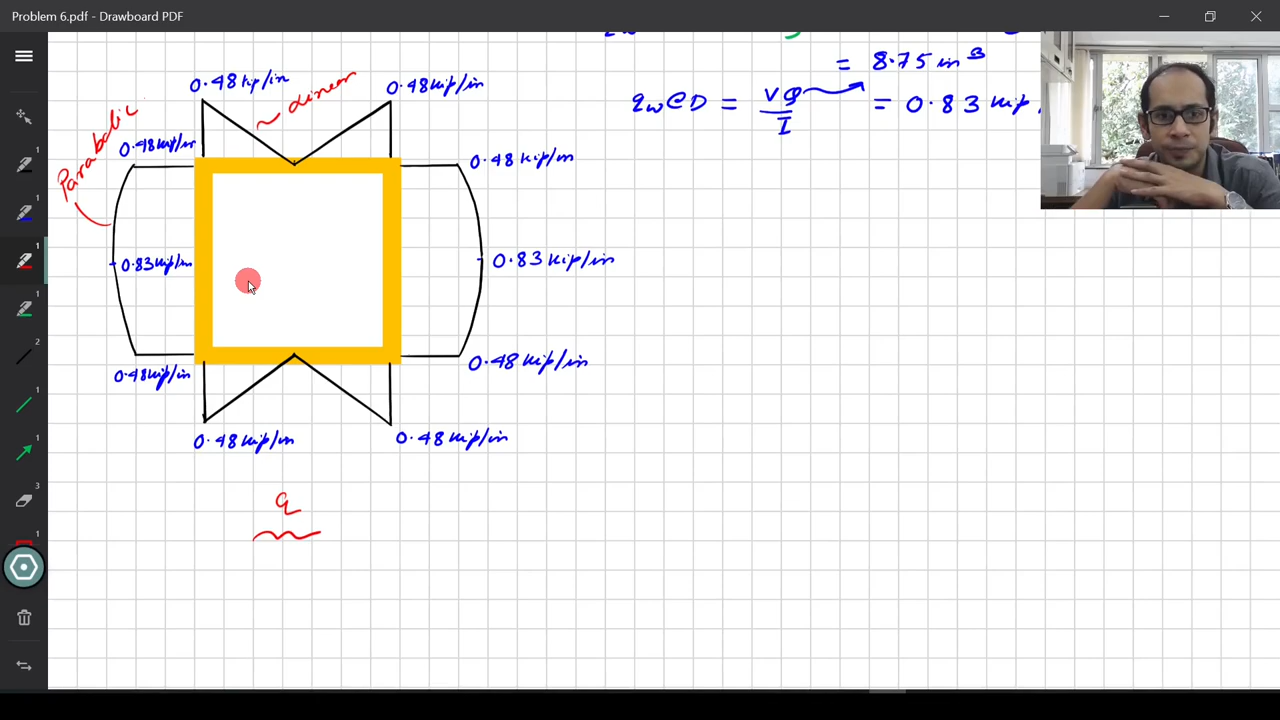 Problem 6.pdf - Drawboard PDF
= 8.75 in³
qw@D = VQ/I = 0.83 kip
0.48 kip/in
Linear
0.48 kip/in
Parabolic
0.48 kip/in
0.48 kip/in
0.83 kip/in
0.83 kip/in
0.48 kip/in
0.48 kip/in
0.48 kip/in
0.48 kip/in
q